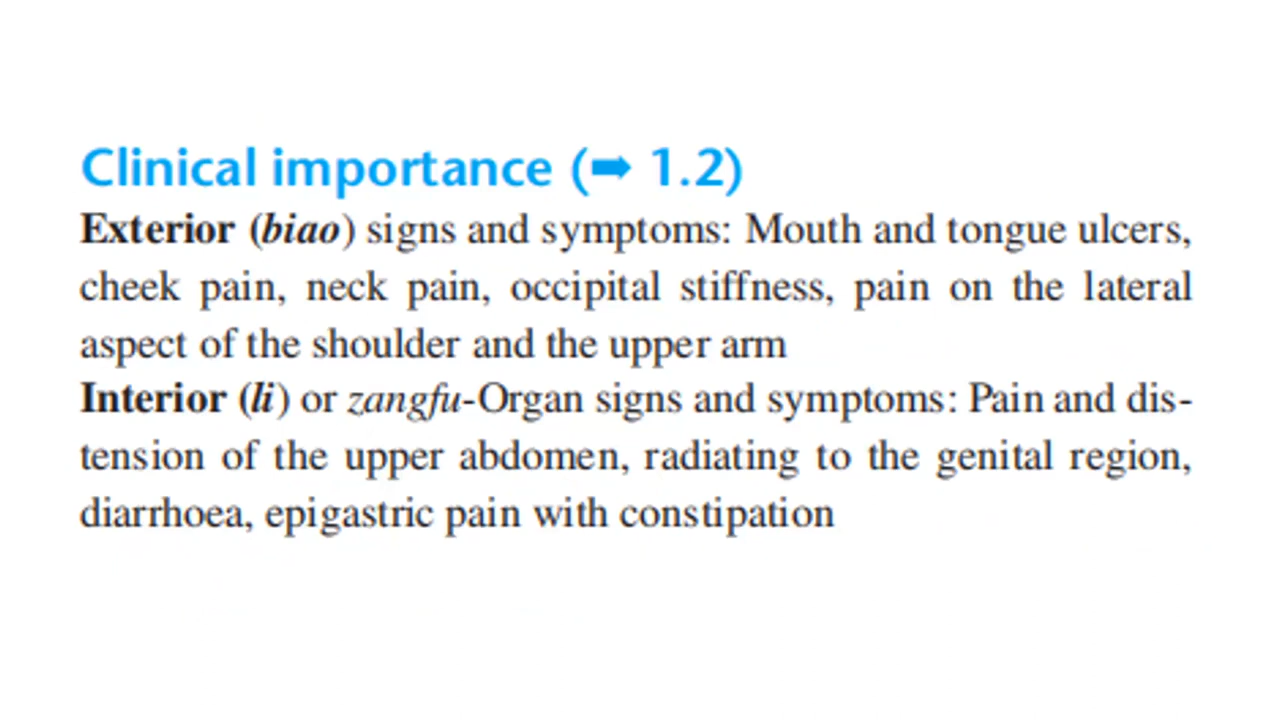 Clinical importance (➡ 1.2)
Exterior (biao) signs and symptoms: Mouth and tongue ulcers,
cheek pain, neck pain, occipital stiffness, pain on the lateral
aspect of the shoulder and the upper arm
Interior (li) or zangfu-Organ signs and symptoms: Pain and dis-
tension of the upper abdomen, radiating to the genital region,
diarrhoea, epigastric pain with constipation